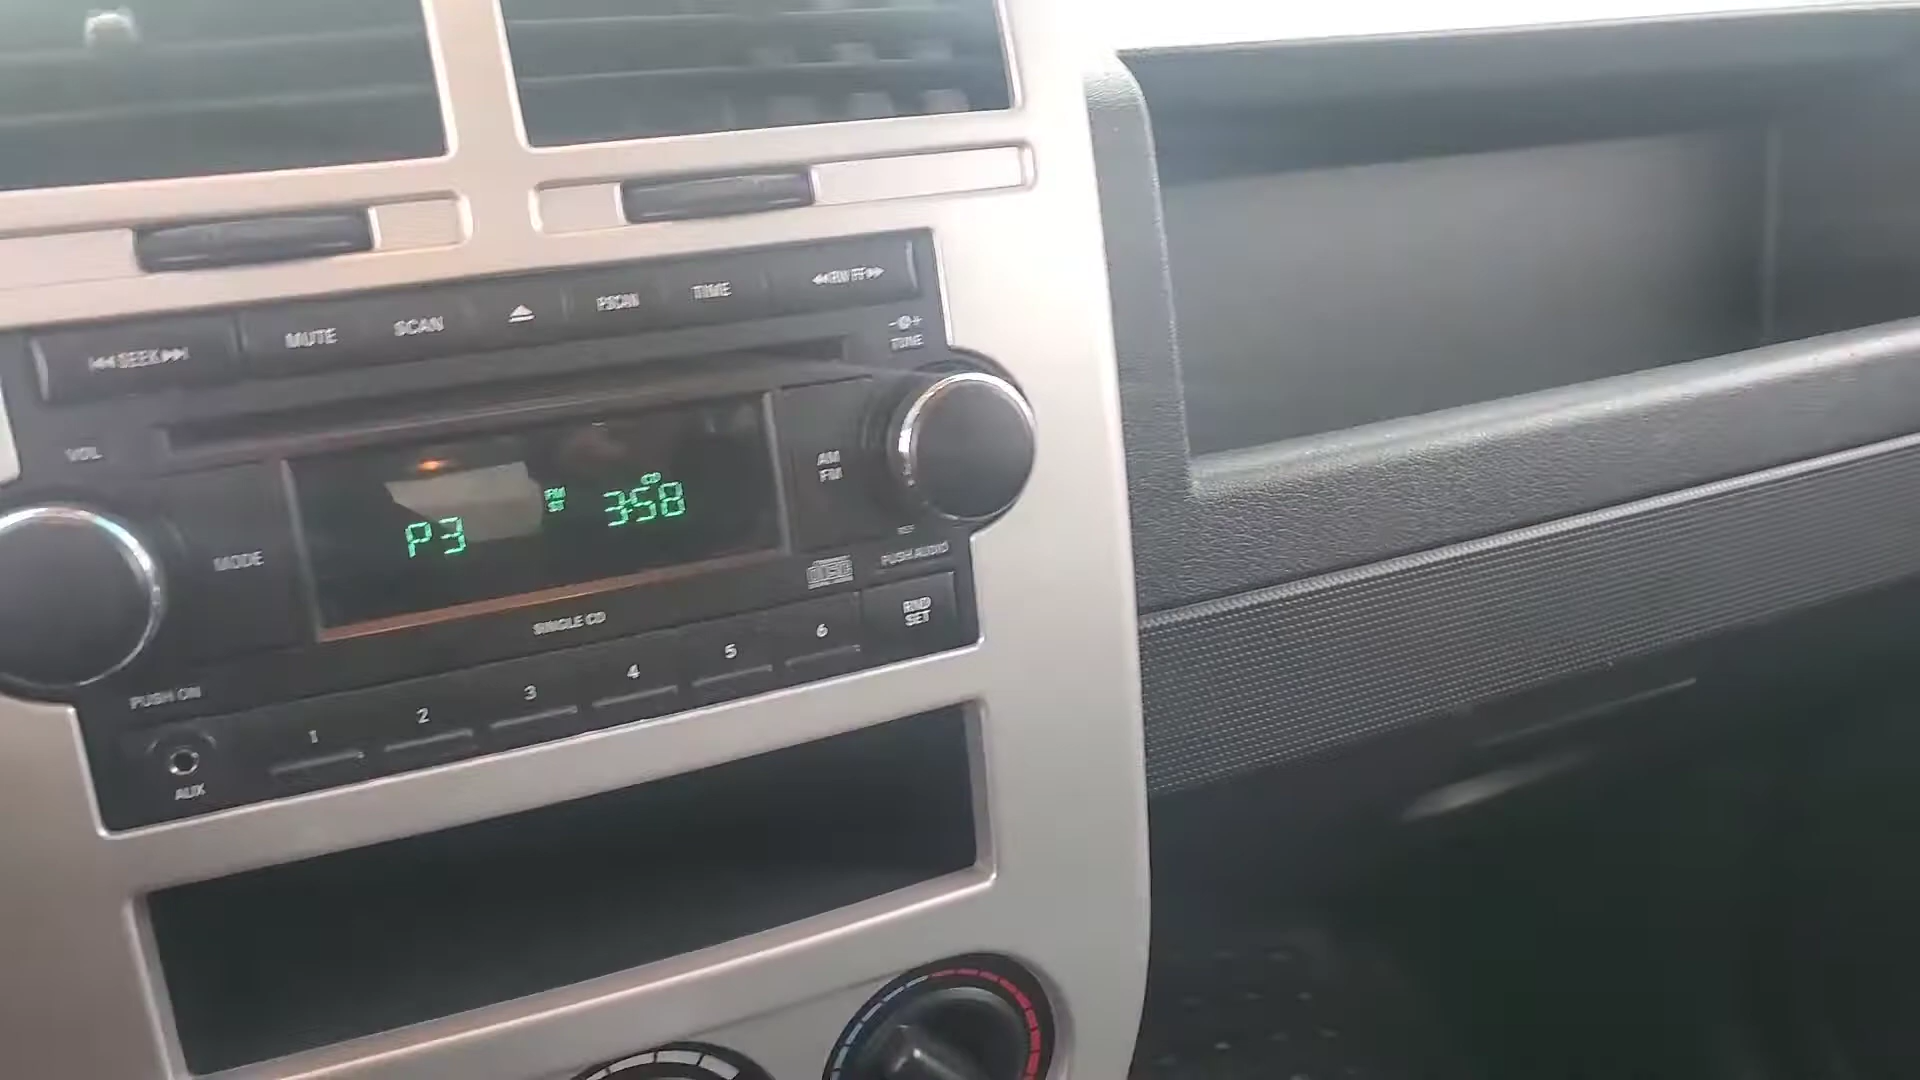 SEEK
MUTE
SCAN
PSCAN
TIME
RW FF
TUNE
VOL
MODE
P3
FM
ST
CD
3:58
AM
FM
SINGLE CD
disc
PUSH AUDIO
RND
SET
PUSH ON
1
2
3
4
5
6
AUX